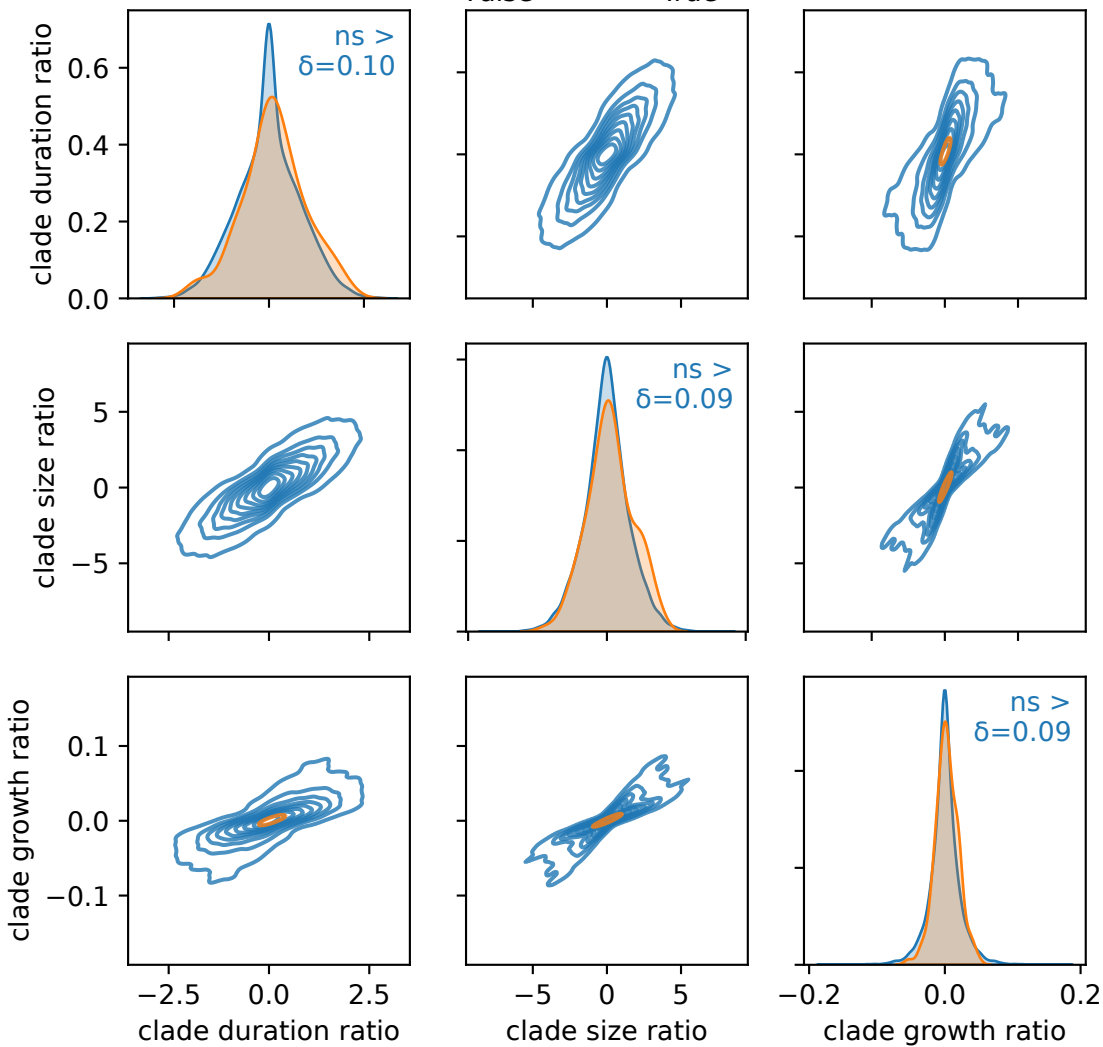 True
clade duration ratio
0.6
0.4
0.2
0.0
ns >
δ=0.10
clade size ratio
5
0
−5
ns >
δ=0.09
clade growth ratio
0.1
0.0
−0.1
ns >
δ=0.09
−2.5 0.0 2.5
−5 0 5
−0.2 0.0 0.2
clade duration ratio
clade size ratio
clade growth ratio